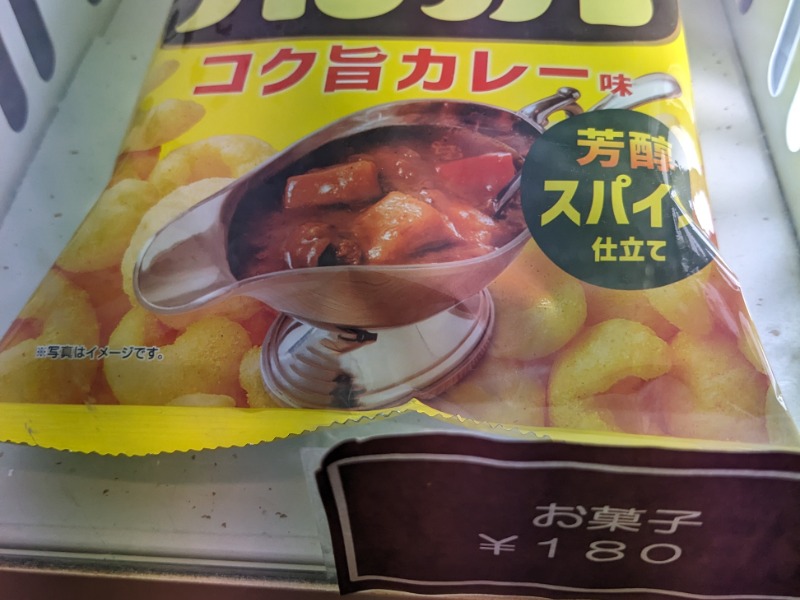 コク旨カレー味
芳醇
スパイス
仕立て
※写真はイメージです。
お菓子
￥180